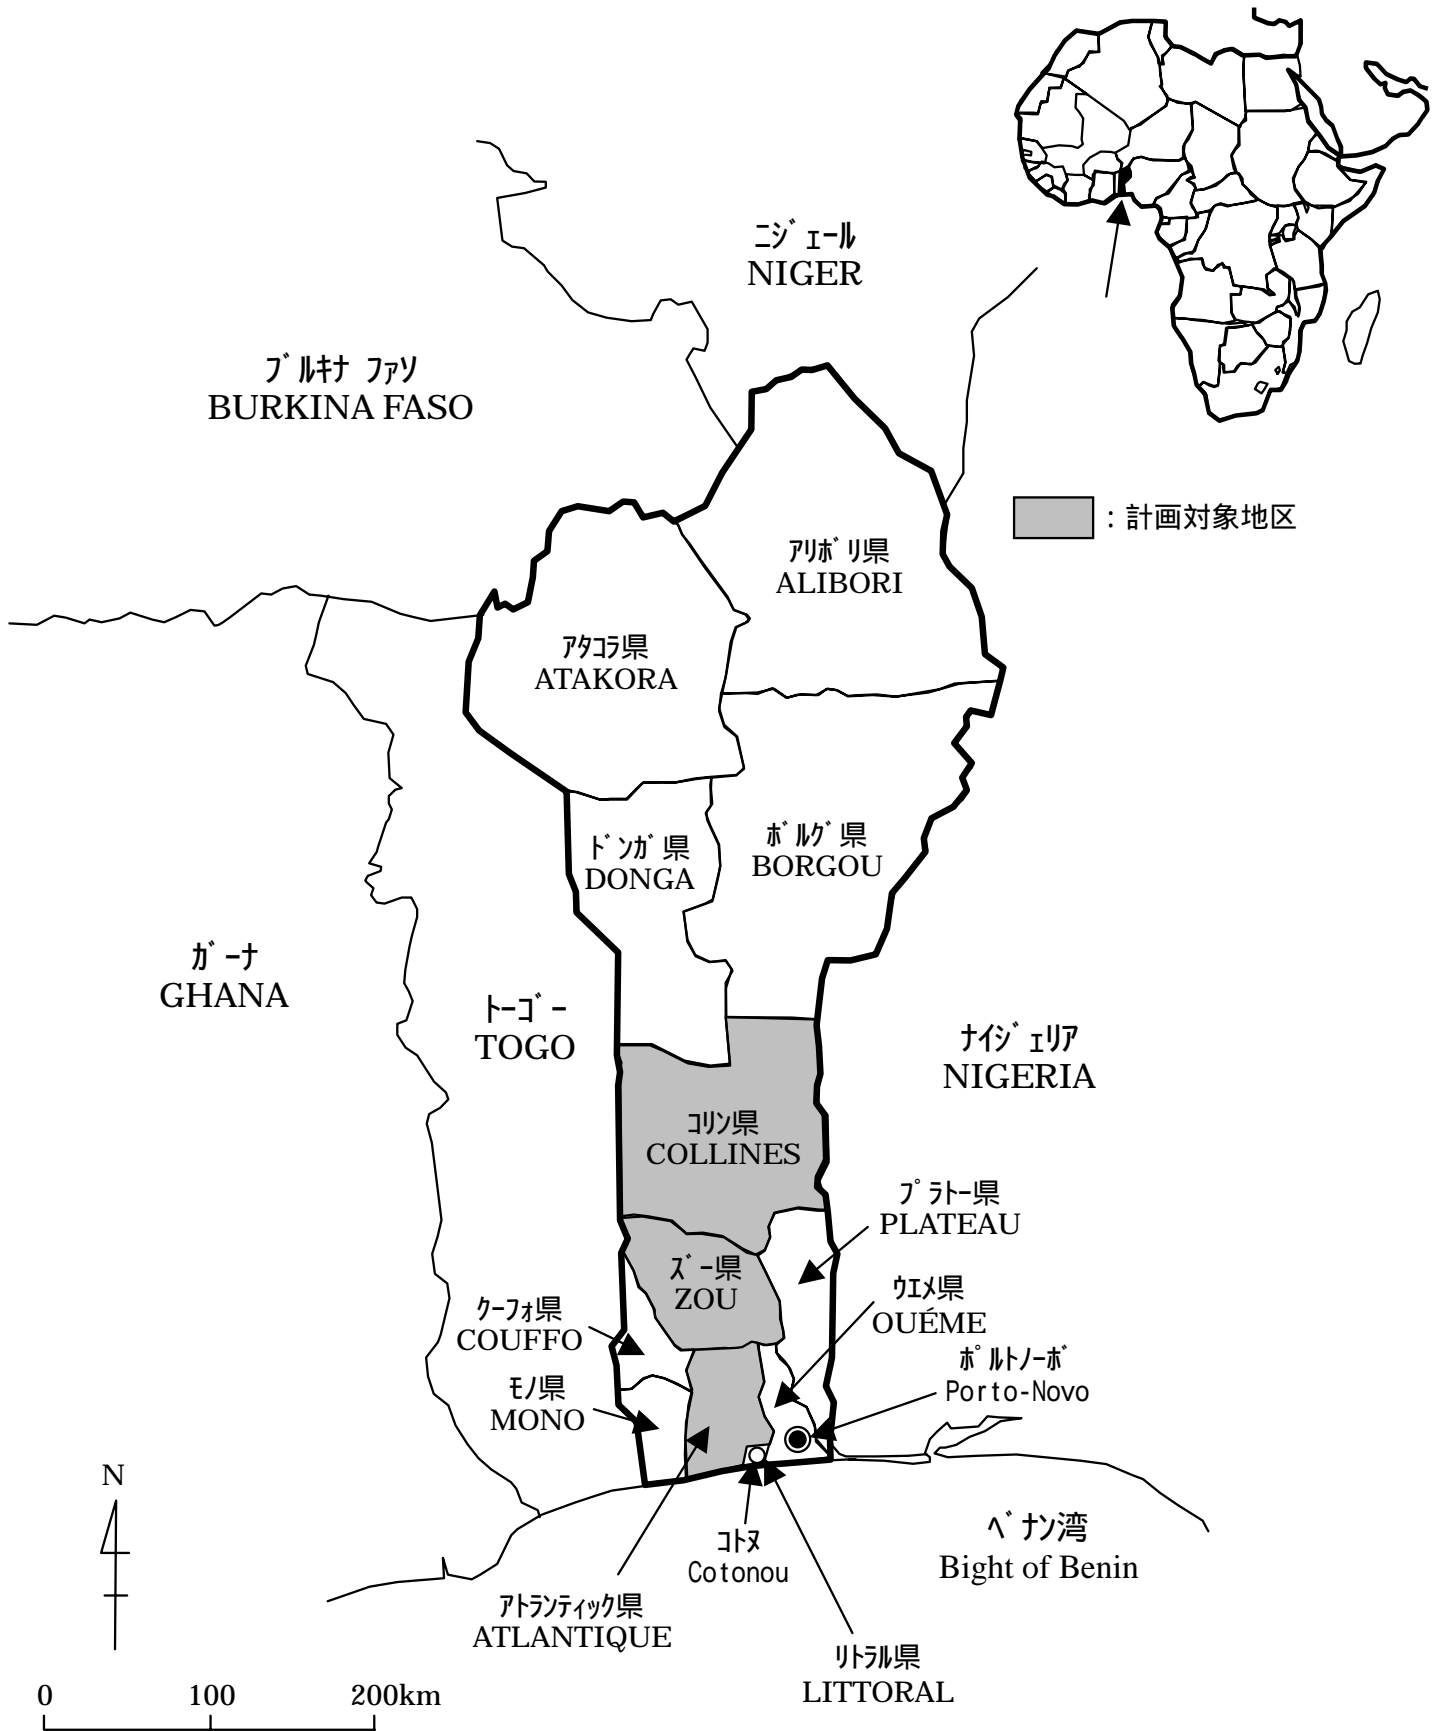 ニジェール
NIGER
ブルキナ ファソ
BURKINA FASO
：計画対象地区
アリボリ県
ALIBORI
アタコラ県
ATAKORA
ボルグ県
BORGOU
ドンガ県
DONGA
ガーナ
GHANA
トーゴー
TOGO
ナイジェリア
NIGERIA
コリン県
COLLINES
プラトー県
PLATEAU
ズー県
ZOU
ウエメ県
OUÉME
クーフォ県
COUFFO
ポルトノーボ
Porto-Novo
モノ県
MONO
N
コトヌ
Cotonou
ベナン湾
Bight of Benin
アトランティック県
ATLANTIQUE
リトラル県
LITTORAL
0 100 200km